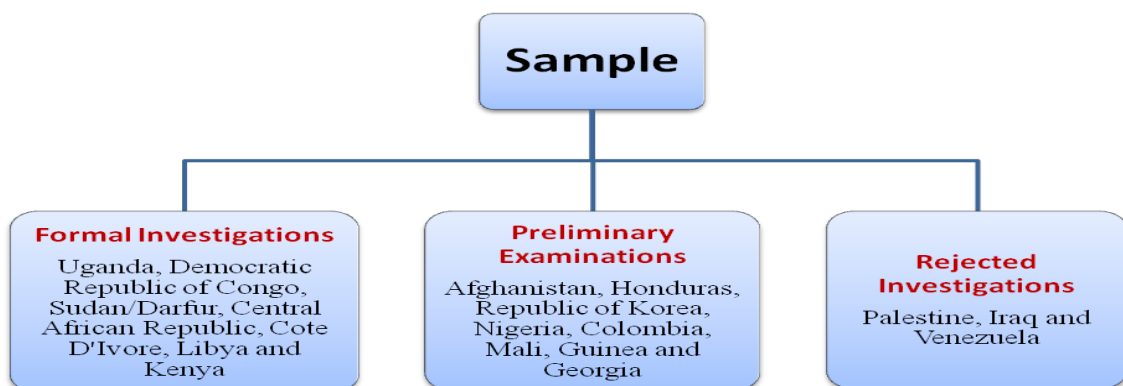 Sample
Formal Investigations
Uganda, Democratic
Republic of Congo,
Sudan/Darfur, Central
African Republic, Cote
D'Ivore, Libya and
Kenya
Preliminary
Examinations
Afghanistan, Honduras,
Republic of Korea,
Nigeria, Colombia,
Mali, Guinea and
Georgia
Rejected
Investigations
Palestine, Iraq and
Venezuela